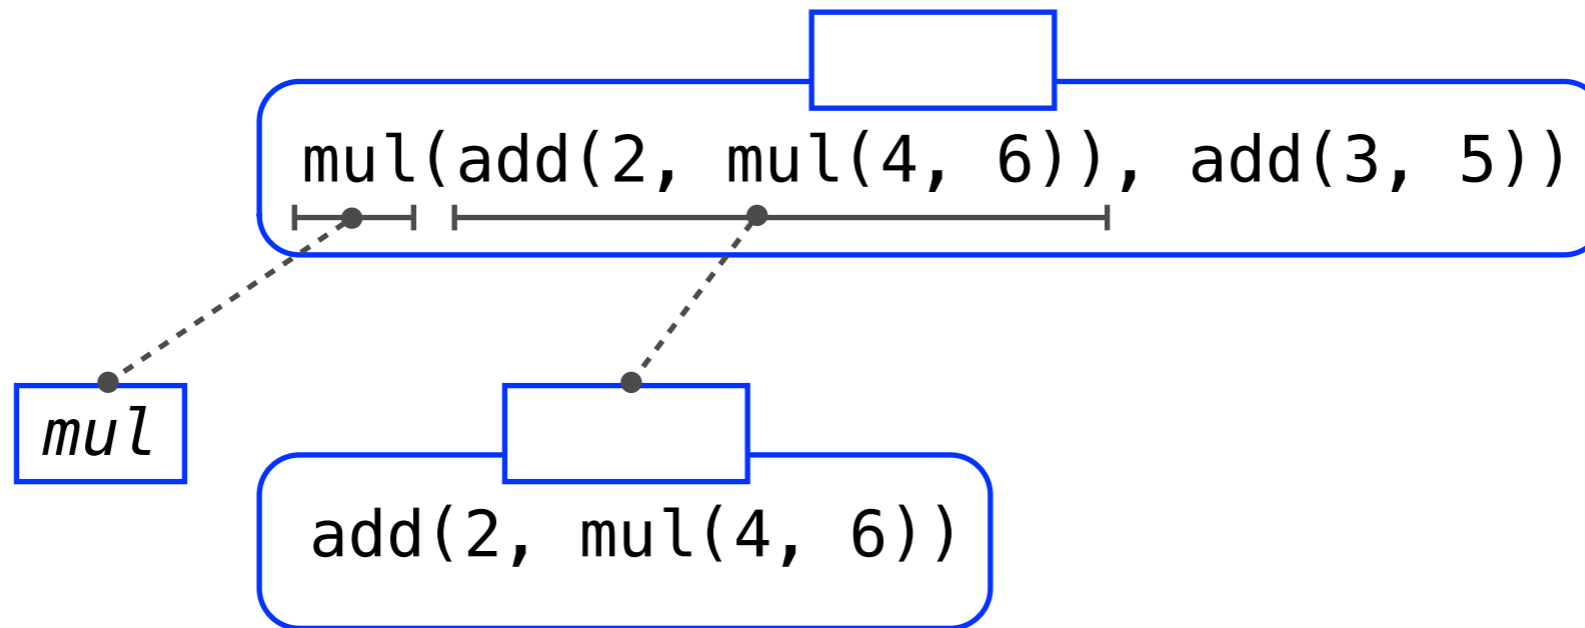 mul(add(2, mul(4, 6)), add(3, 5))
mul
add(2, mul(4, 6))